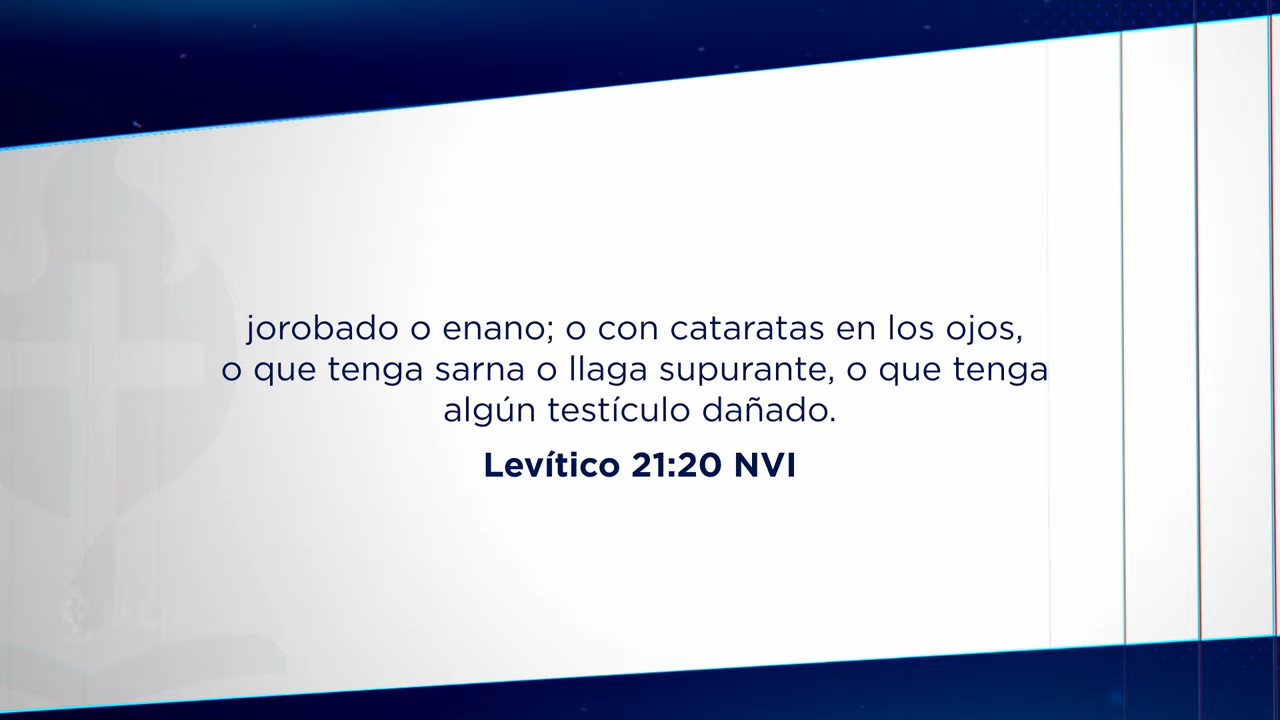 jorobado o enano; o con cataratas en los ojos,
o que tenga sarna o llaga supurante, o que tenga
algún testículo dañado.
Levítico 21:20 NVI